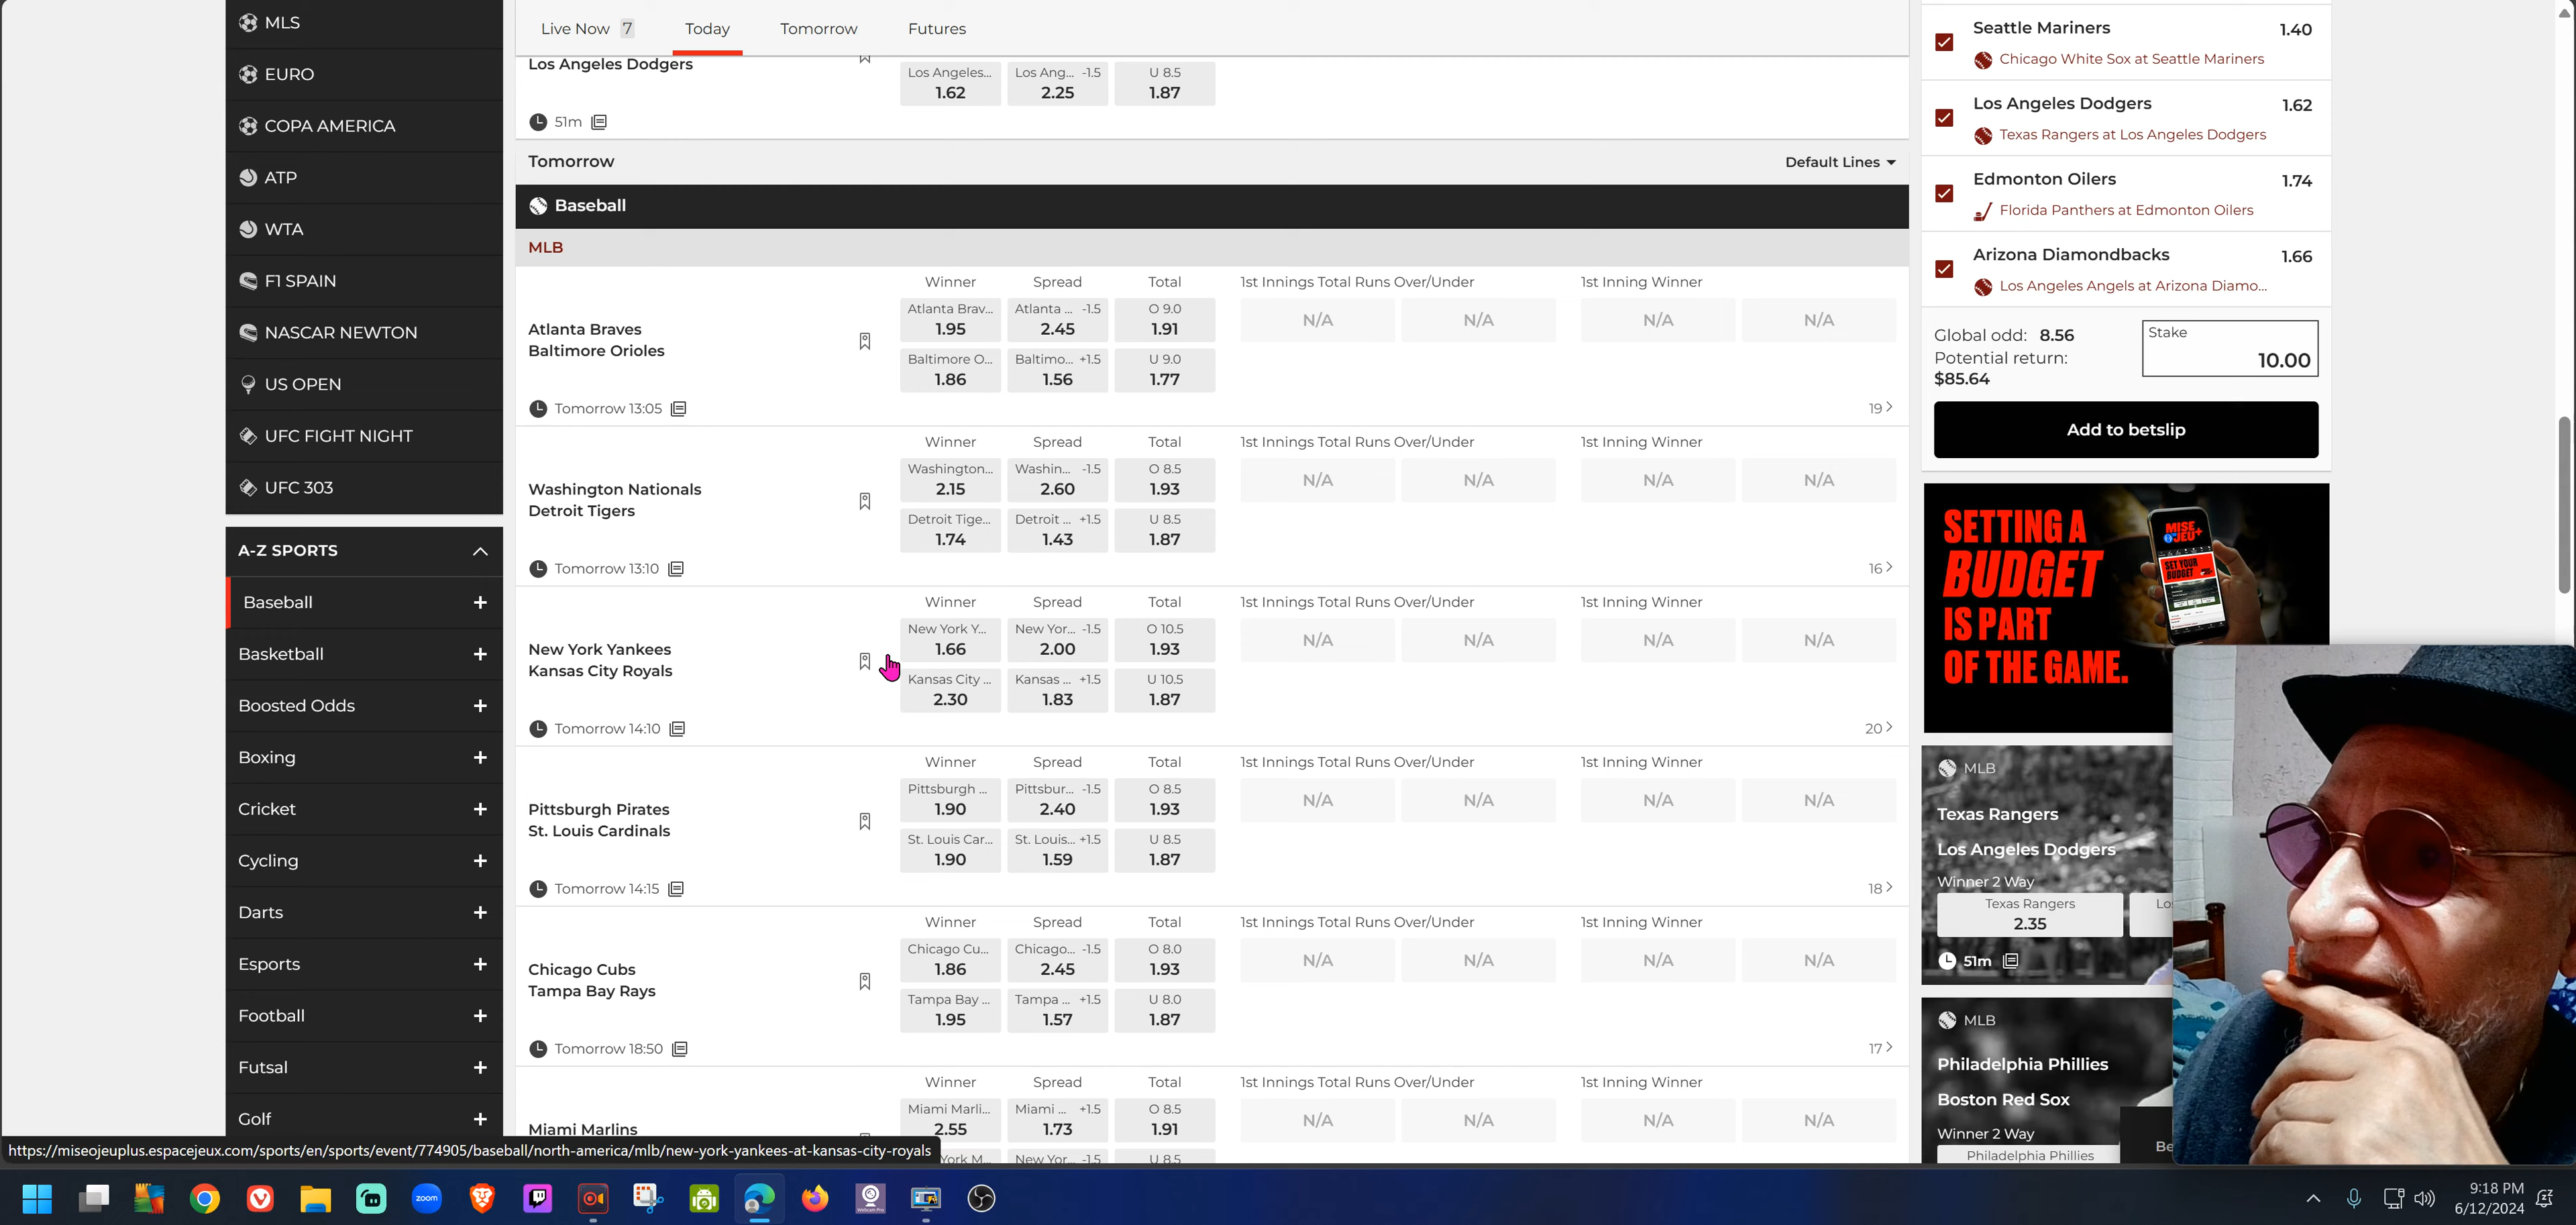 MLS
EURO
COPA AMERICA
ATP
WTA
F1 SPAIN
NASCAR NEWTON
US OPEN
UFC FIGHT NIGHT
UFC 303
A-Z SPORTS
Baseball +
Basketball +
Boosted Odds +
Boxing +
Cricket +
Cycling +
Darts +
Esports +
Football +
Futsal +
Golf +
Live Now 7 Today Tomorrow Futures
Los Angeles Dodgers
Los Angeles... Los Ang... -1.5 U 8.5
1.62 2.25 1.87
51m
Tomorrow Default Lines
Baseball
MLB
Winner Spread Total 1st Innings Total Runs Over/Under 1st Inning Winner
Atlanta Brav... Atlanta ... -1.5 O 9.0
1.95 2.45 1.91 N/A N/A N/A N/A
Atlanta Braves
Baltimore Orioles
Baltimore O... Baltimo... +1.5 U 9.0
1.86 1.56 1.77
Tomorrow 13:05 19 >
Winner Spread Total 1st Innings Total Runs Over/Under 1st Inning Winner
Washington... Washin... -1.5 O 8.5
2.15 2.60 1.93 N/A N/A N/A N/A
Washington Nationals
Detroit Tigers
Detroit Tige... Detroit ... +1.5 U 8.5
1.74 1.43 1.87
Tomorrow 13:10 16 >
Winner Spread Total 1st Innings Total Runs Over/Under 1st Inning Winner
New York Y... New Yor... -1.5 O 10.5
1.66 2.00 1.93 N/A N/A N/A N/A
New York Yankees
Kansas City Royals
Kansas City ... Kansas ... +1.5 U 10.5
2.30 1.83 1.87
Tomorrow 14:10 20 >
Winner Spread Total 1st Innings Total Runs Over/Under 1st Inning Winner
Pittsburgh ... Pittsbur... -1.5 O 8.5
1.90 2.40 1.93 N/A N/A N/A N/A
Pittsburgh Pirates
St. Louis Cardinals
St. Louis Car... St. Louis... +1.5 U 8.5
1.90 1.59 1.87
Tomorrow 14:15 18 >
Winner Spread Total 1st Innings Total Runs Over/Under 1st Inning Winner
Chicago Cu... Chicago... -1.5 O 8.0
1.86 2.45 1.93 N/A N/A N/A N/A
Chicago Cubs
Tampa Bay Rays
Tampa Bay ... Tampa ... +1.5 U 8.0
1.95 1.57 1.87
Tomorrow 18:50 17 >
Winner Spread Total 1st Innings Total Runs Over/Under 1st Inning Winner
Miami Marli... Miami ... +1.5 O 8.5
2.55 1.73 1.91 N/A N/A N/A N/A
Miami Marlins
York M... New Yor... -1.5 U 8.5
https://miseojeuplus.espacejeux.com/sports/en/sports/event/774905/baseball/north-america/mlb/new-york-yankees-at-kansas-city-royals
Seattle Mariners 1.40
Chicago White Sox at Seattle Mariners
Los Angeles Dodgers 1.62
Texas Rangers at Los Angeles Dodgers
Edmonton Oilers 1.74
Florida Panthers at Edmonton Oilers
Arizona Diamondbacks 1.66
Los Angeles Angels at Arizona Diamo...
Global odd: 8.56
Potential return:
$85.64
Stake
10.00
Add to betslip
SETTING A
BUDGET
IS PART
OF THE GAME.
MISE
JEU+
SET YOUR
BUDGET
MLB
Texas Rangers
Los Angeles Dodgers
Winner 2 Way
Texas Rangers Lo
2.35
51m
MLB
Philadelphia Phillies
Boston Red Sox
Winner 2 Way
Be
Philadelphia Phillies
zoom
9:18 PM
6/12/2024